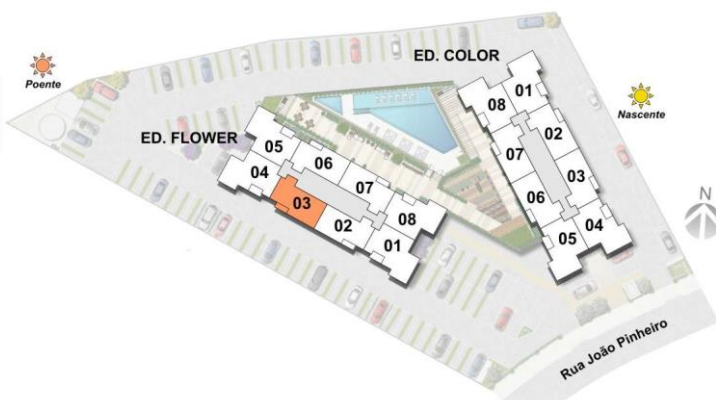 ED. COLOR
Poente
Nascente
ED. FLOWER
01
08
02
07
03
06
04
05
05
06
04
07
03
08
02
01
N
Rua João Pinheiro